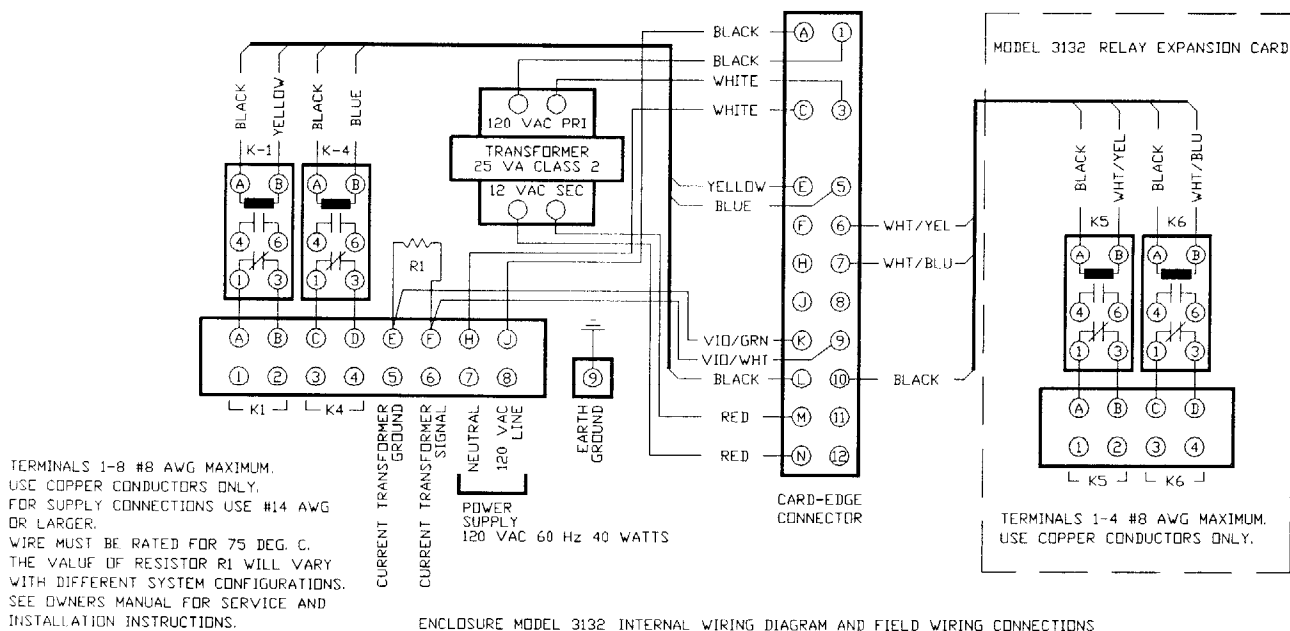 BLACK
BLACK
WHITE
WHITE
A 1
C 3
YELLOW
BLUE
E 5
F 6
WHT/YEL
H 7
WHT/BLU
J 8
VIO/GRN
K 9
VIO/WHT
BLACK
L 10
BLACK
RED
M 11
RED
N 12
CARD-EDGE
CONNECTOR
BLACK
YELLOW
BLACK
BLUE
K-1
K-4
A B
A B
4 6
4 6
1 3
1 3
120 VAC PRI
TRANSFORMER
25 VA CLASS 2
12 VAC SEC
R1
A B C D E F H J
1 2 3 4 5 6 7 8
9
K1
K4
CURRENT TRANSFORMER
GROUND
CURRENT TRANSFORMER
SIGNAL
NEUTRAL
120 VAC
LINE
EARTH
GROUND
POWER
SUPPLY
120 VAC 60 Hz 40 WATTS
MODEL 3132 RELAY EXPANSION CARD
BLACK
WHT/YEL
BLACK
WHT/BLU
K5
K6
A B
A B
4 6
4 6
1 3
1 3
A B C D
1 2 3 4
K5
K6
TERMINALS 1-4 #8 AWG MAXIMUM.
USE COPPER CONDUCTORS ONLY.
TERMINALS 1-8 #8 AWG MAXIMUM.
USE COPPER CONDUCTORS ONLY.
FOR SUPPLY CONNECTIONS USE #14 AWG
OR LARGER.
WIRE MUST BE RATED FOR 75 DEG. C.
THE VALUE OF RESISTOR R1 WILL VARY
WITH DIFFERENT SYSTEM CONFIGURATIONS.
SEE OWNERS MANUAL FOR SERVICE AND
INSTALLATION INSTRUCTIONS.
ENCLOSURE MODEL 3132 INTERNAL WIRING DIAGRAM AND FIELD WIRING CONNECTIONS